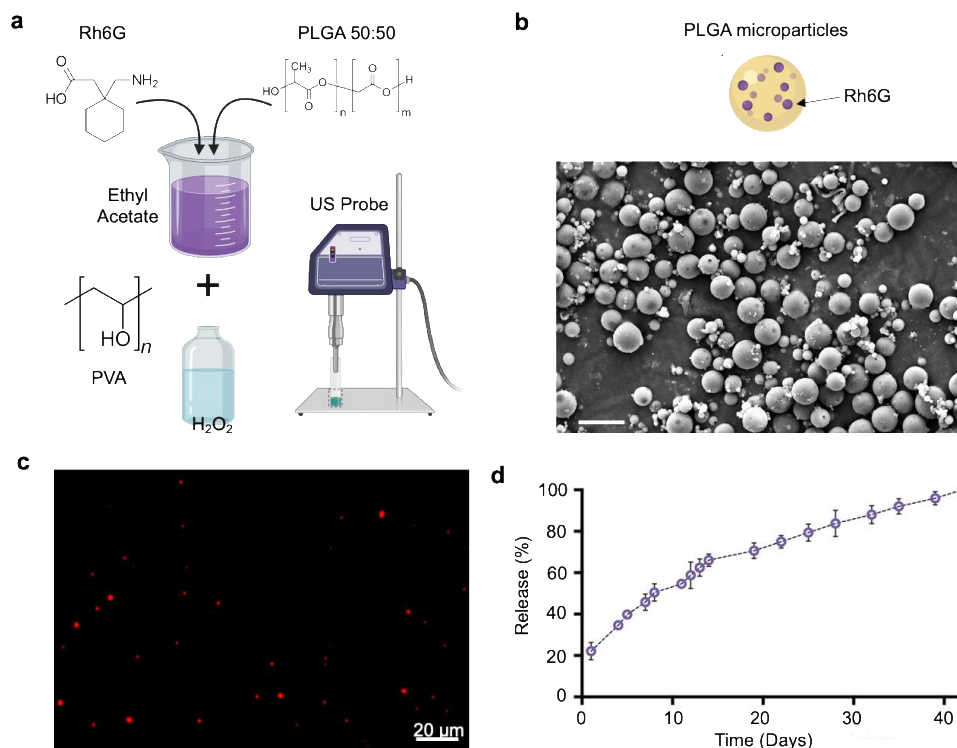 a
Rh6G
PLGA 50:50
O
HO
NH₂
CH₃
HO
O
O
n
O
O
H
m
Ethyl
Acetate
US Probe
+
HO
n
PVA
H₂O₂
b
PLGA microparticles
Rh6G
c
20 µm
d
Release (%)
100
80
60
40
20
0
0 10 20 30 40
Time (Days)